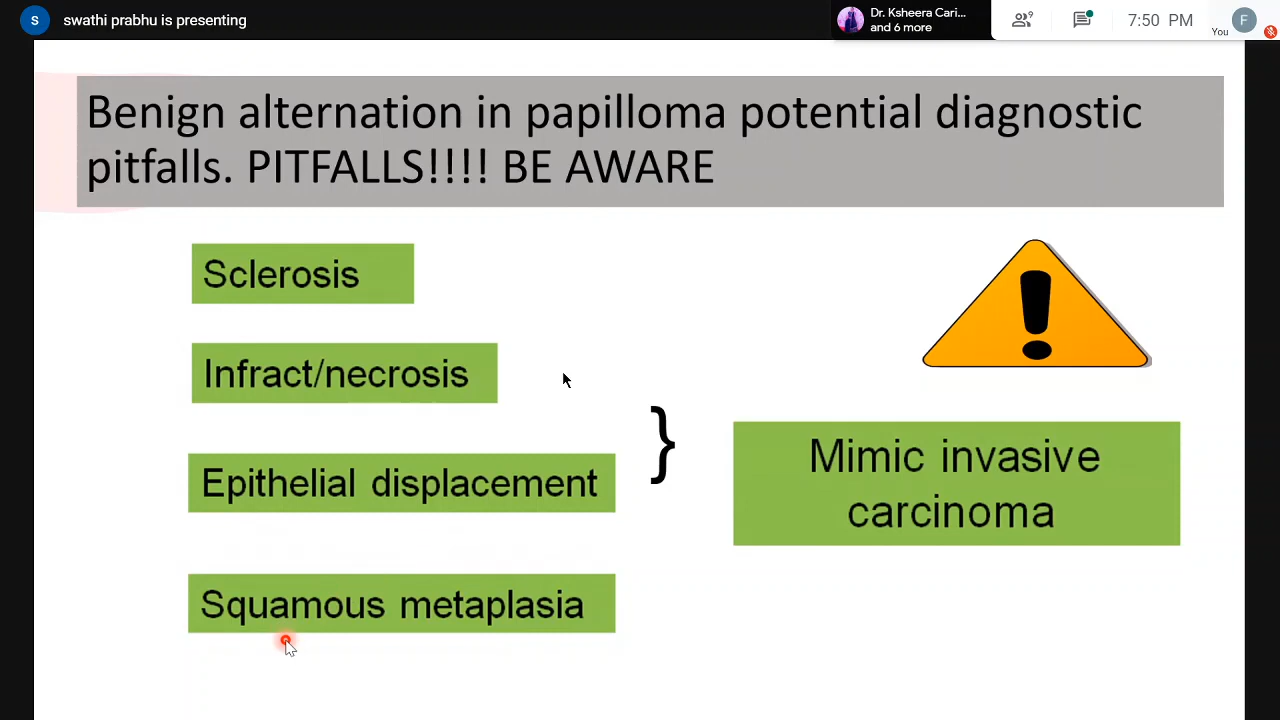 S swathi prabhu is presenting
Dr. Ksheera Cari...
and 6 more
9
7:50 PM
You
F
Benign alternation in papilloma potential diagnostic
pitfalls. PITFALLS!!!! BE AWARE
Sclerosis
!
Infract/necrosis
}
Mimic invasive
carcinoma
Epithelial displacement
Squamous metaplasia